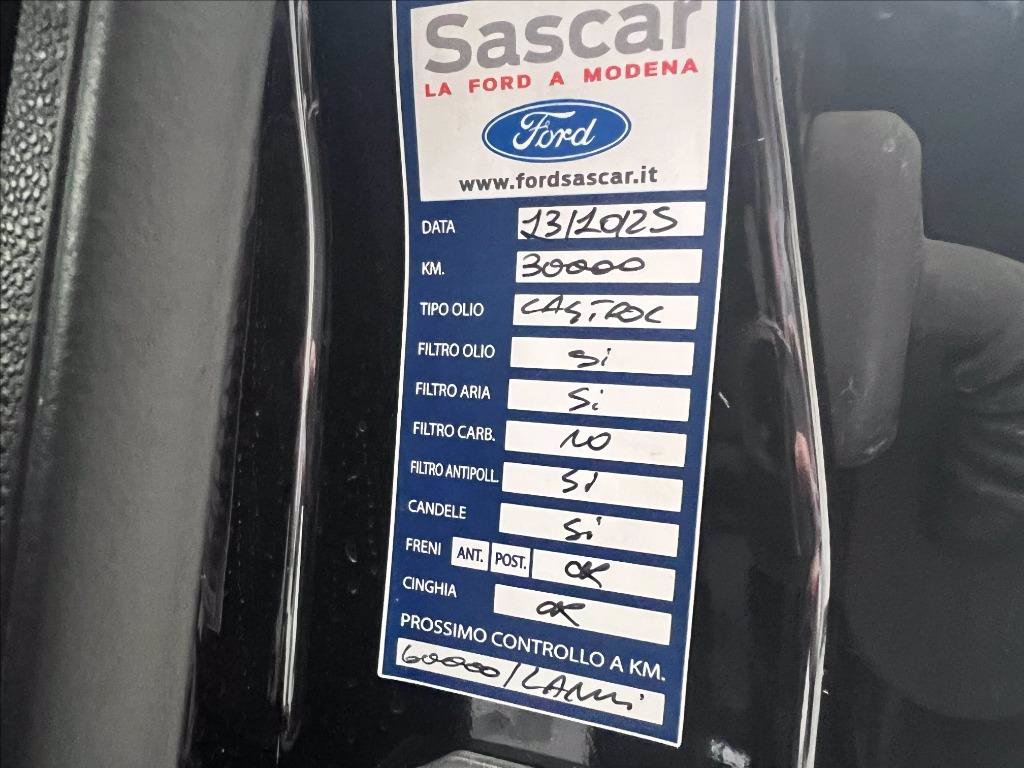 Sascar
LA FORD A MODENA
Ford
www.fordsascar.it
DATA 13/10/25
KM. 30000
TIPO OLIO CASTROL
FILTRO OLIO Si
FILTRO ARIA Si
FILTRO CARB. NO
FILTRO ANTIPOLL. Si
CANDELE Si
FRENI ANT. POST. OK
CINGHIA OK
PROSSIMO CONTROLLO A KM.
60000/2ANNi